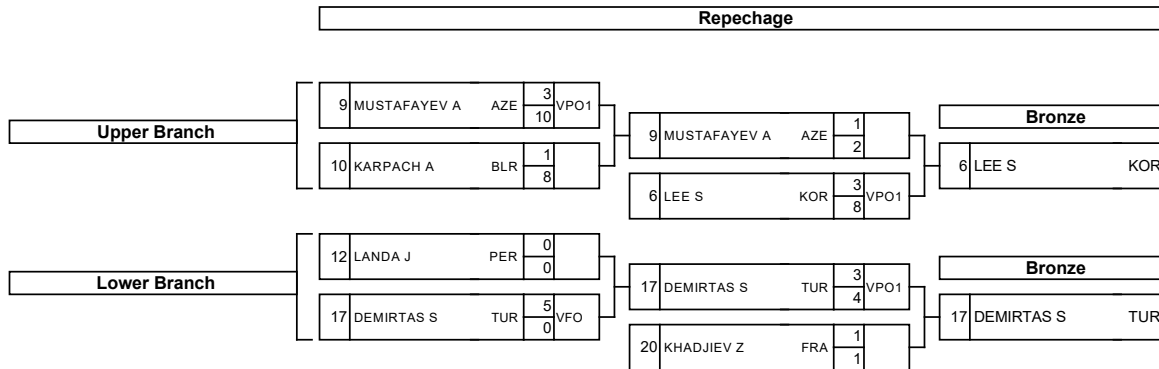 Repechage
9 MUSTAFAYEV A AZE 3 10 VPO1
Upper Branch
10 KARPACH A BLR 1 8
9 MUSTAFAYEV A AZE 1 2
6 LEE S KOR 3 8 VPO1
Bronze
6 LEE S KOR
12 LANDA J PER 0 0
Lower Branch
17 DEMIRTAS S TUR 5 0 VFO
17 DEMIRTAS S TUR 3 4 VPO1
20 KHADJIEV Z FRA 1 1
Bronze
17 DEMIRTAS S TUR